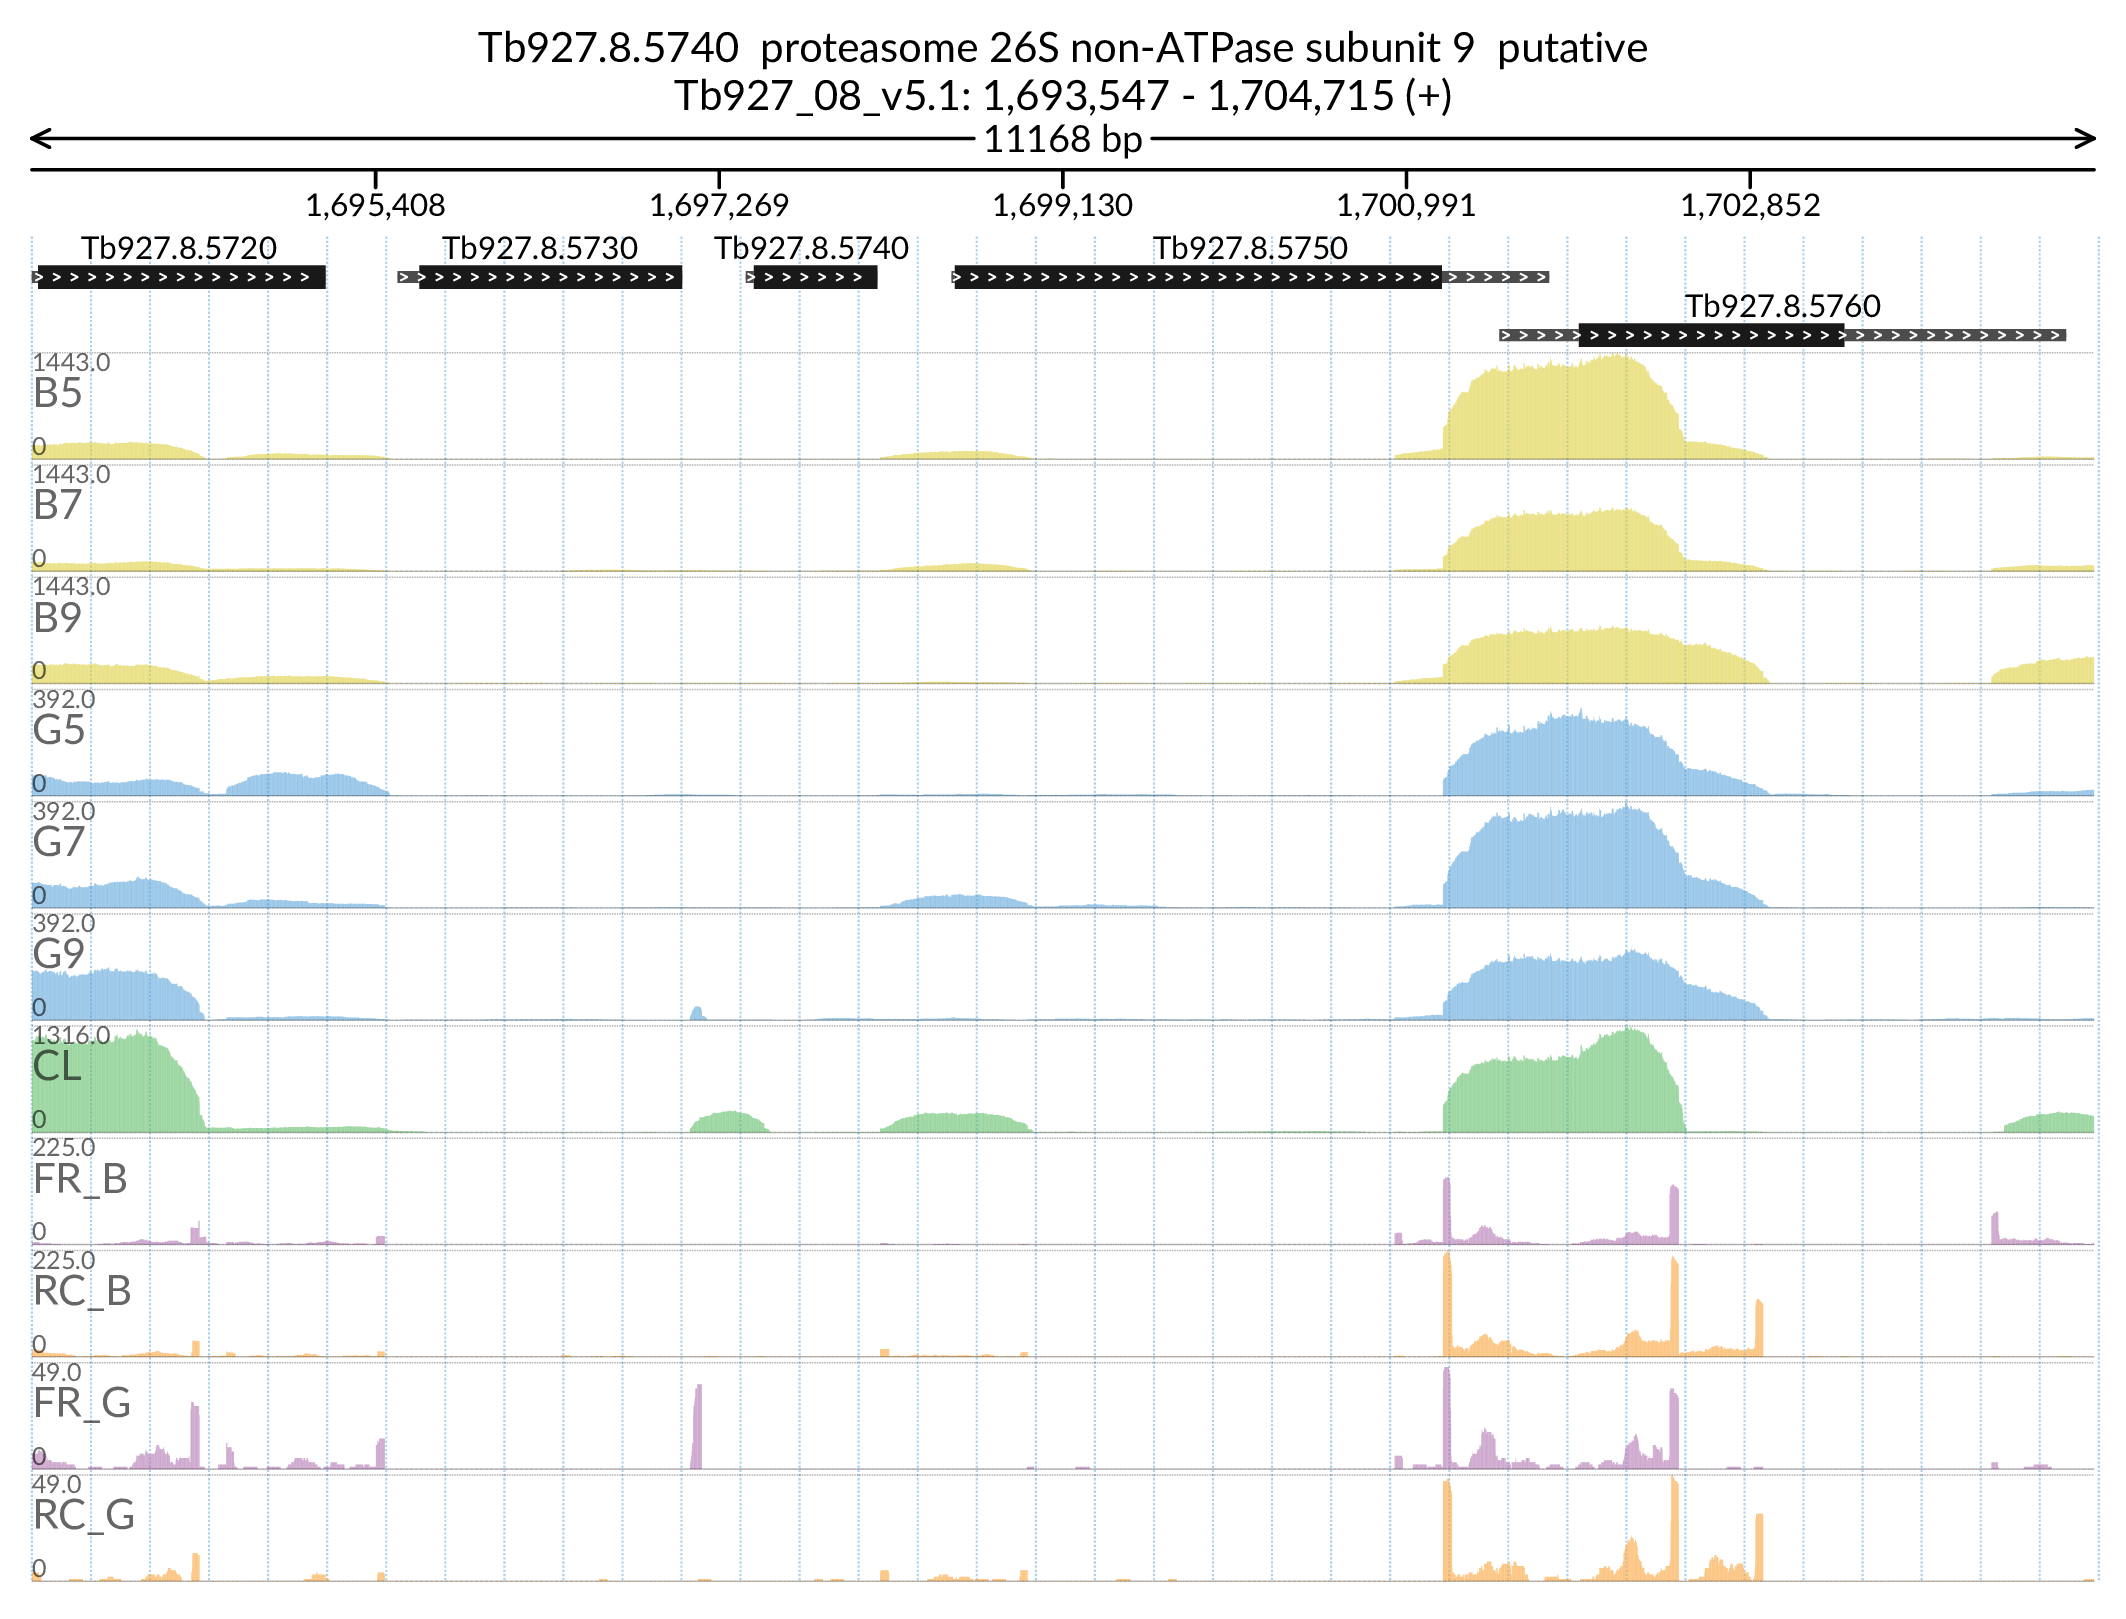 Tb927.8.5740 proteasome 26S non-ATPase subunit 9 putative
Tb927_08_v5.1: 1,693,547 - 1,704,715 (+)
11168 bp
1,695,408 1,697,269 1,699,130 1,700,991 1,702,852
Tb927.8.5720 Tb927.8.5730 Tb927.8.5740 Tb927.8.5750
Tb927.8.5760
1443.0
B5
0
1443.0
B7
0
1443.0
B9
0
392.0
G5
0
392.0
G7
0
392.0
G9
0
1316.0
CL
0
225.0
FR_B
0
225.0
RC_B
0
49.0
FR_G
0
49.0
RC_G
0